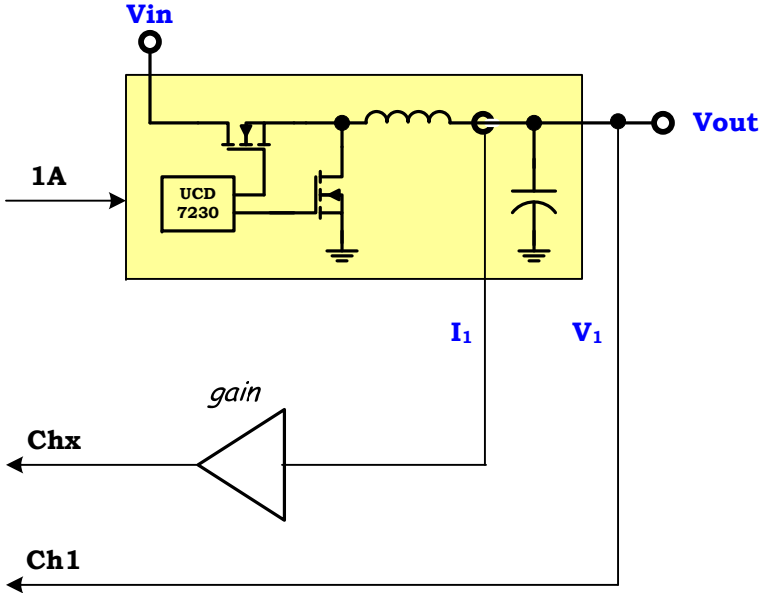 Vin
Vout
1A
UCD
7230
I₁
V₁
gain
Chx
Ch1